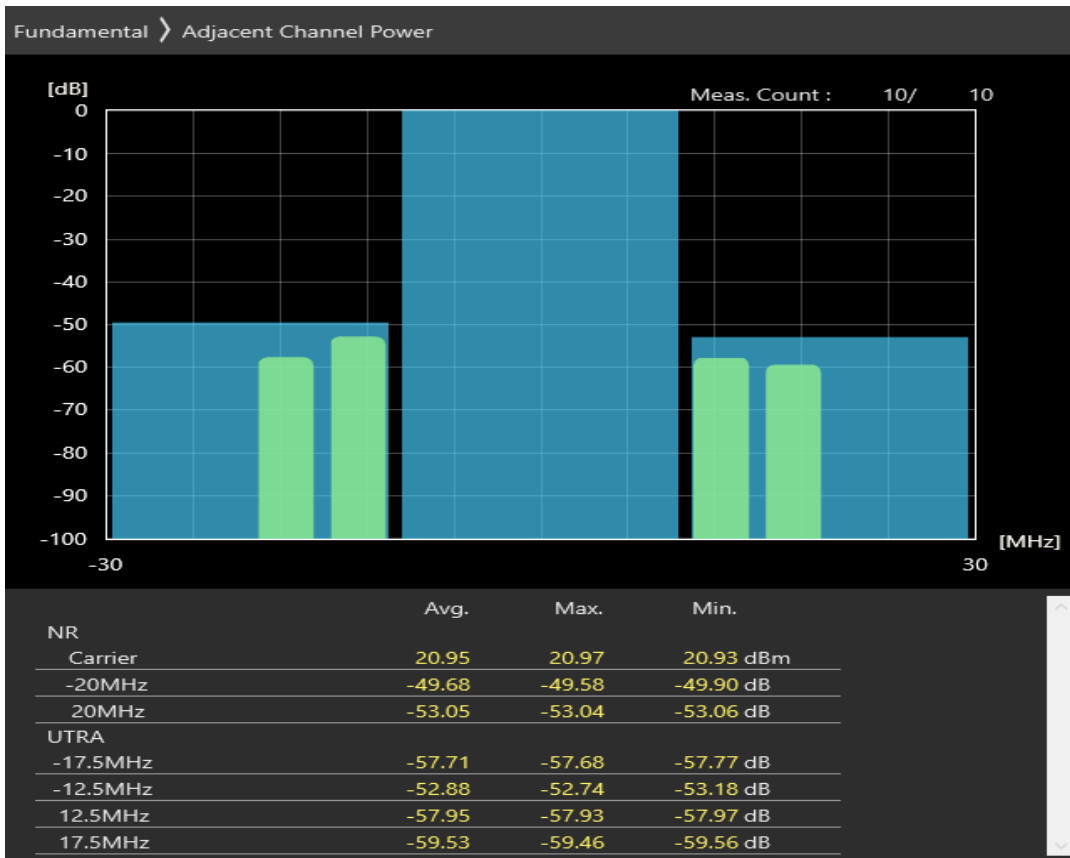 Fundamental 〉 Adjacent Channel Power
[dB]
Meas. Count : 10/ 10
0
-10
-20
-30
-40
-50
-60
-70
-80
-90
-100
[MHz]
-30 30
Avg. Max. Min.
NR
Carrier 20.95 20.97 20.93 dBm
-20MHz -49.68 -49.58 -49.90 dB
20MHz -53.05 -53.04 -53.06 dB
UTRA
-17.5MHz -57.71 -57.68 -57.77 dB
-12.5MHz -52.88 -52.74 -53.18 dB
12.5MHz -57.95 -57.93 -57.97 dB
17.5MHz -59.53 -59.46 -59.56 dB